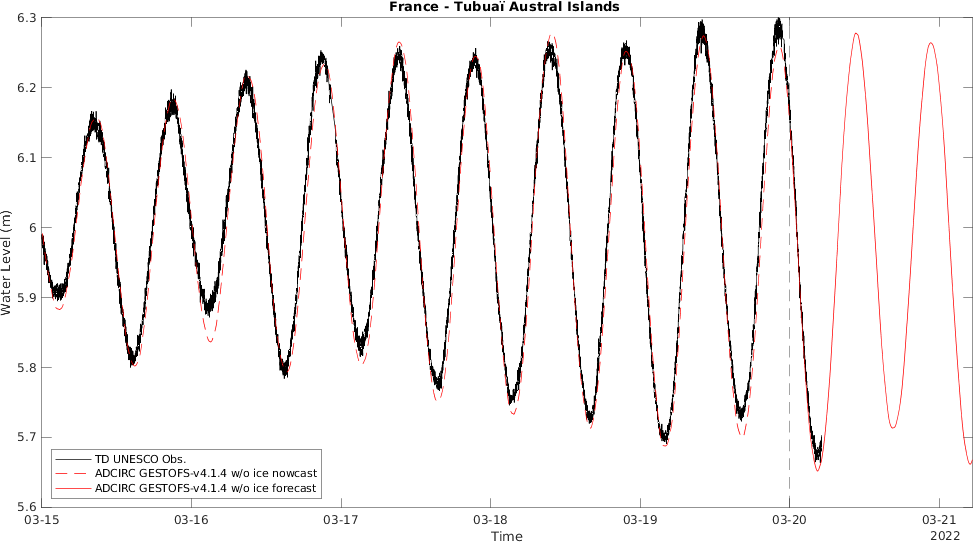 France - Tubuaï Austral Islands
6.3
6.2
6.1
6
5.9
5.8
5.7
5.6
Water Level (m)
TD UNESCO Obs.
ADCIRC GESTOFS-v4.1.4 w/o ice nowcast
ADCIRC GESTOFS-v4.1.4 w/o ice forecast
03-15 03-16 03-17 03-18 03-19 03-20 03-21
Time 2022